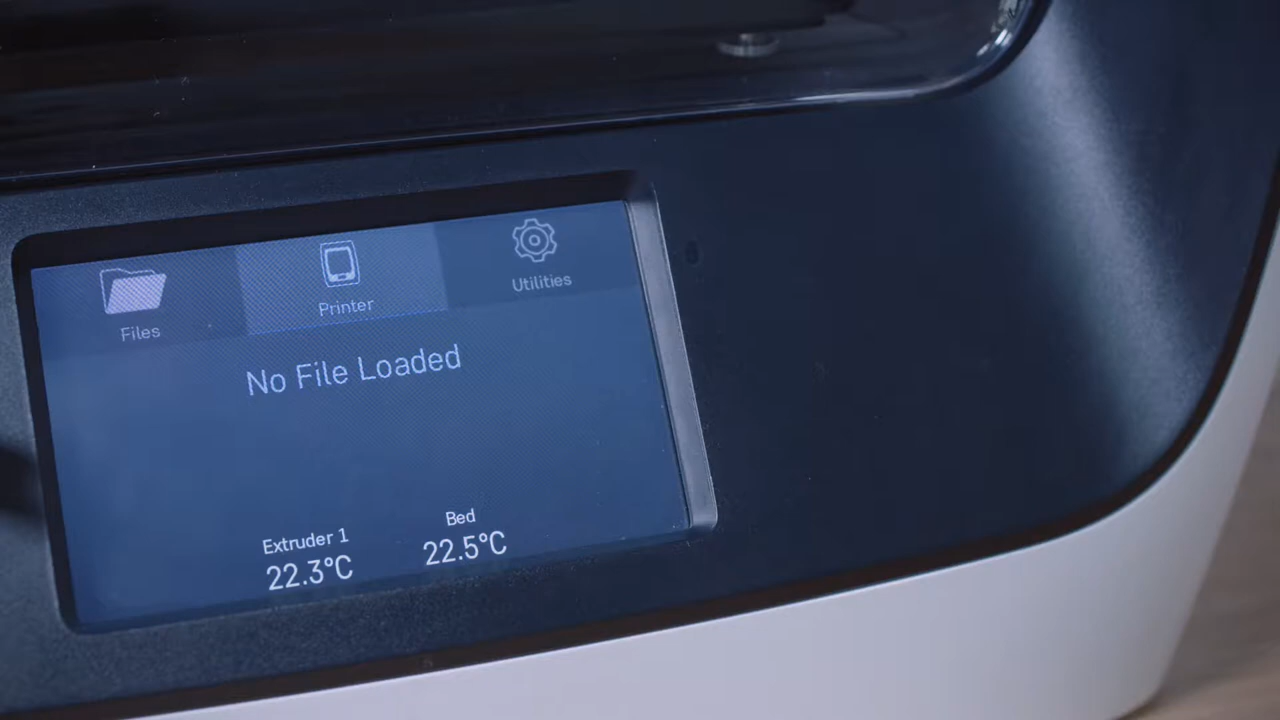 Files
Printer
Utilities
No File Loaded
Extruder 1
22.3°C
Bed
22.5°C